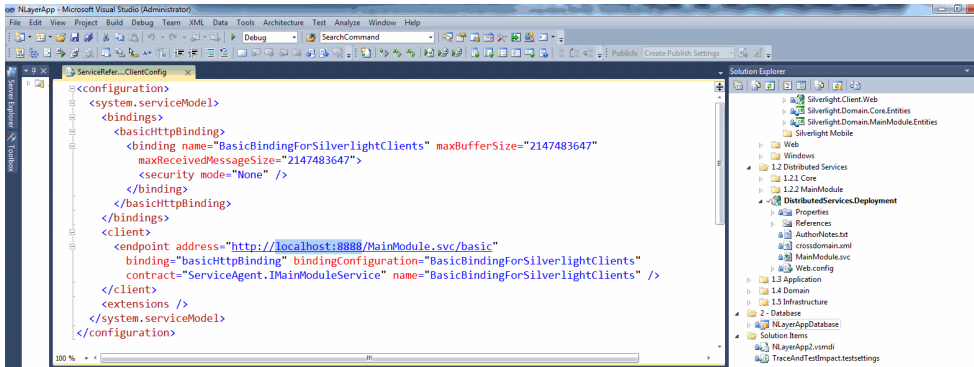 NLayerApp - Microsoft Visual Studio (Administrator)
File Edit View Project Build Debug Team XML Data Tools Architecture Test Analyze Window Help
Debug SearchCommand
Publish: Create Publish Settings
ServiceRefer....ClientConfig
Solution Explorer
Server Explorer
Toolbox
<configuration>
<system.serviceModel>
<bindings>
<basicHttpBinding>
<binding name="BasicBindingForSilverlightClients" maxBufferSize="2147483647"
maxReceivedMessageSize="2147483647">
<security mode="None" />
</binding>
</basicHttpBinding>
</bindings>
<client>
<endpoint address="http://localhost:8888/MainModule.svc/basic"
binding="basicHttpBinding" bindingConfiguration="BasicBindingForSilverlightClients"
contract="ServiceAgent.IMainModuleService" name="BasicBindingForSilverlightClients" />
</client>
<extensions />
</system.serviceModel>
</configuration>
100 %
Silverlight.Client.Web
Silverlight.Domain.Core.Entities
Silverlight.Domain.MainModule.Entities
Silverlight Mobile
Web
Windows
1.2 Distributed Services
1.2.1 Core
1.2.2 MainModule
DistributedServices.Deployment
Properties
References
AuthorNotes.txt
crossdomain.xml
MainModule.svc
Web.config
1.3 Application
1.4 Domain
1.5 Infrastructure
2 - Database
NLayerAppDatabase
Solution Items
NLayerApp2.vsmdi
TraceAndTestImpact.testsettings